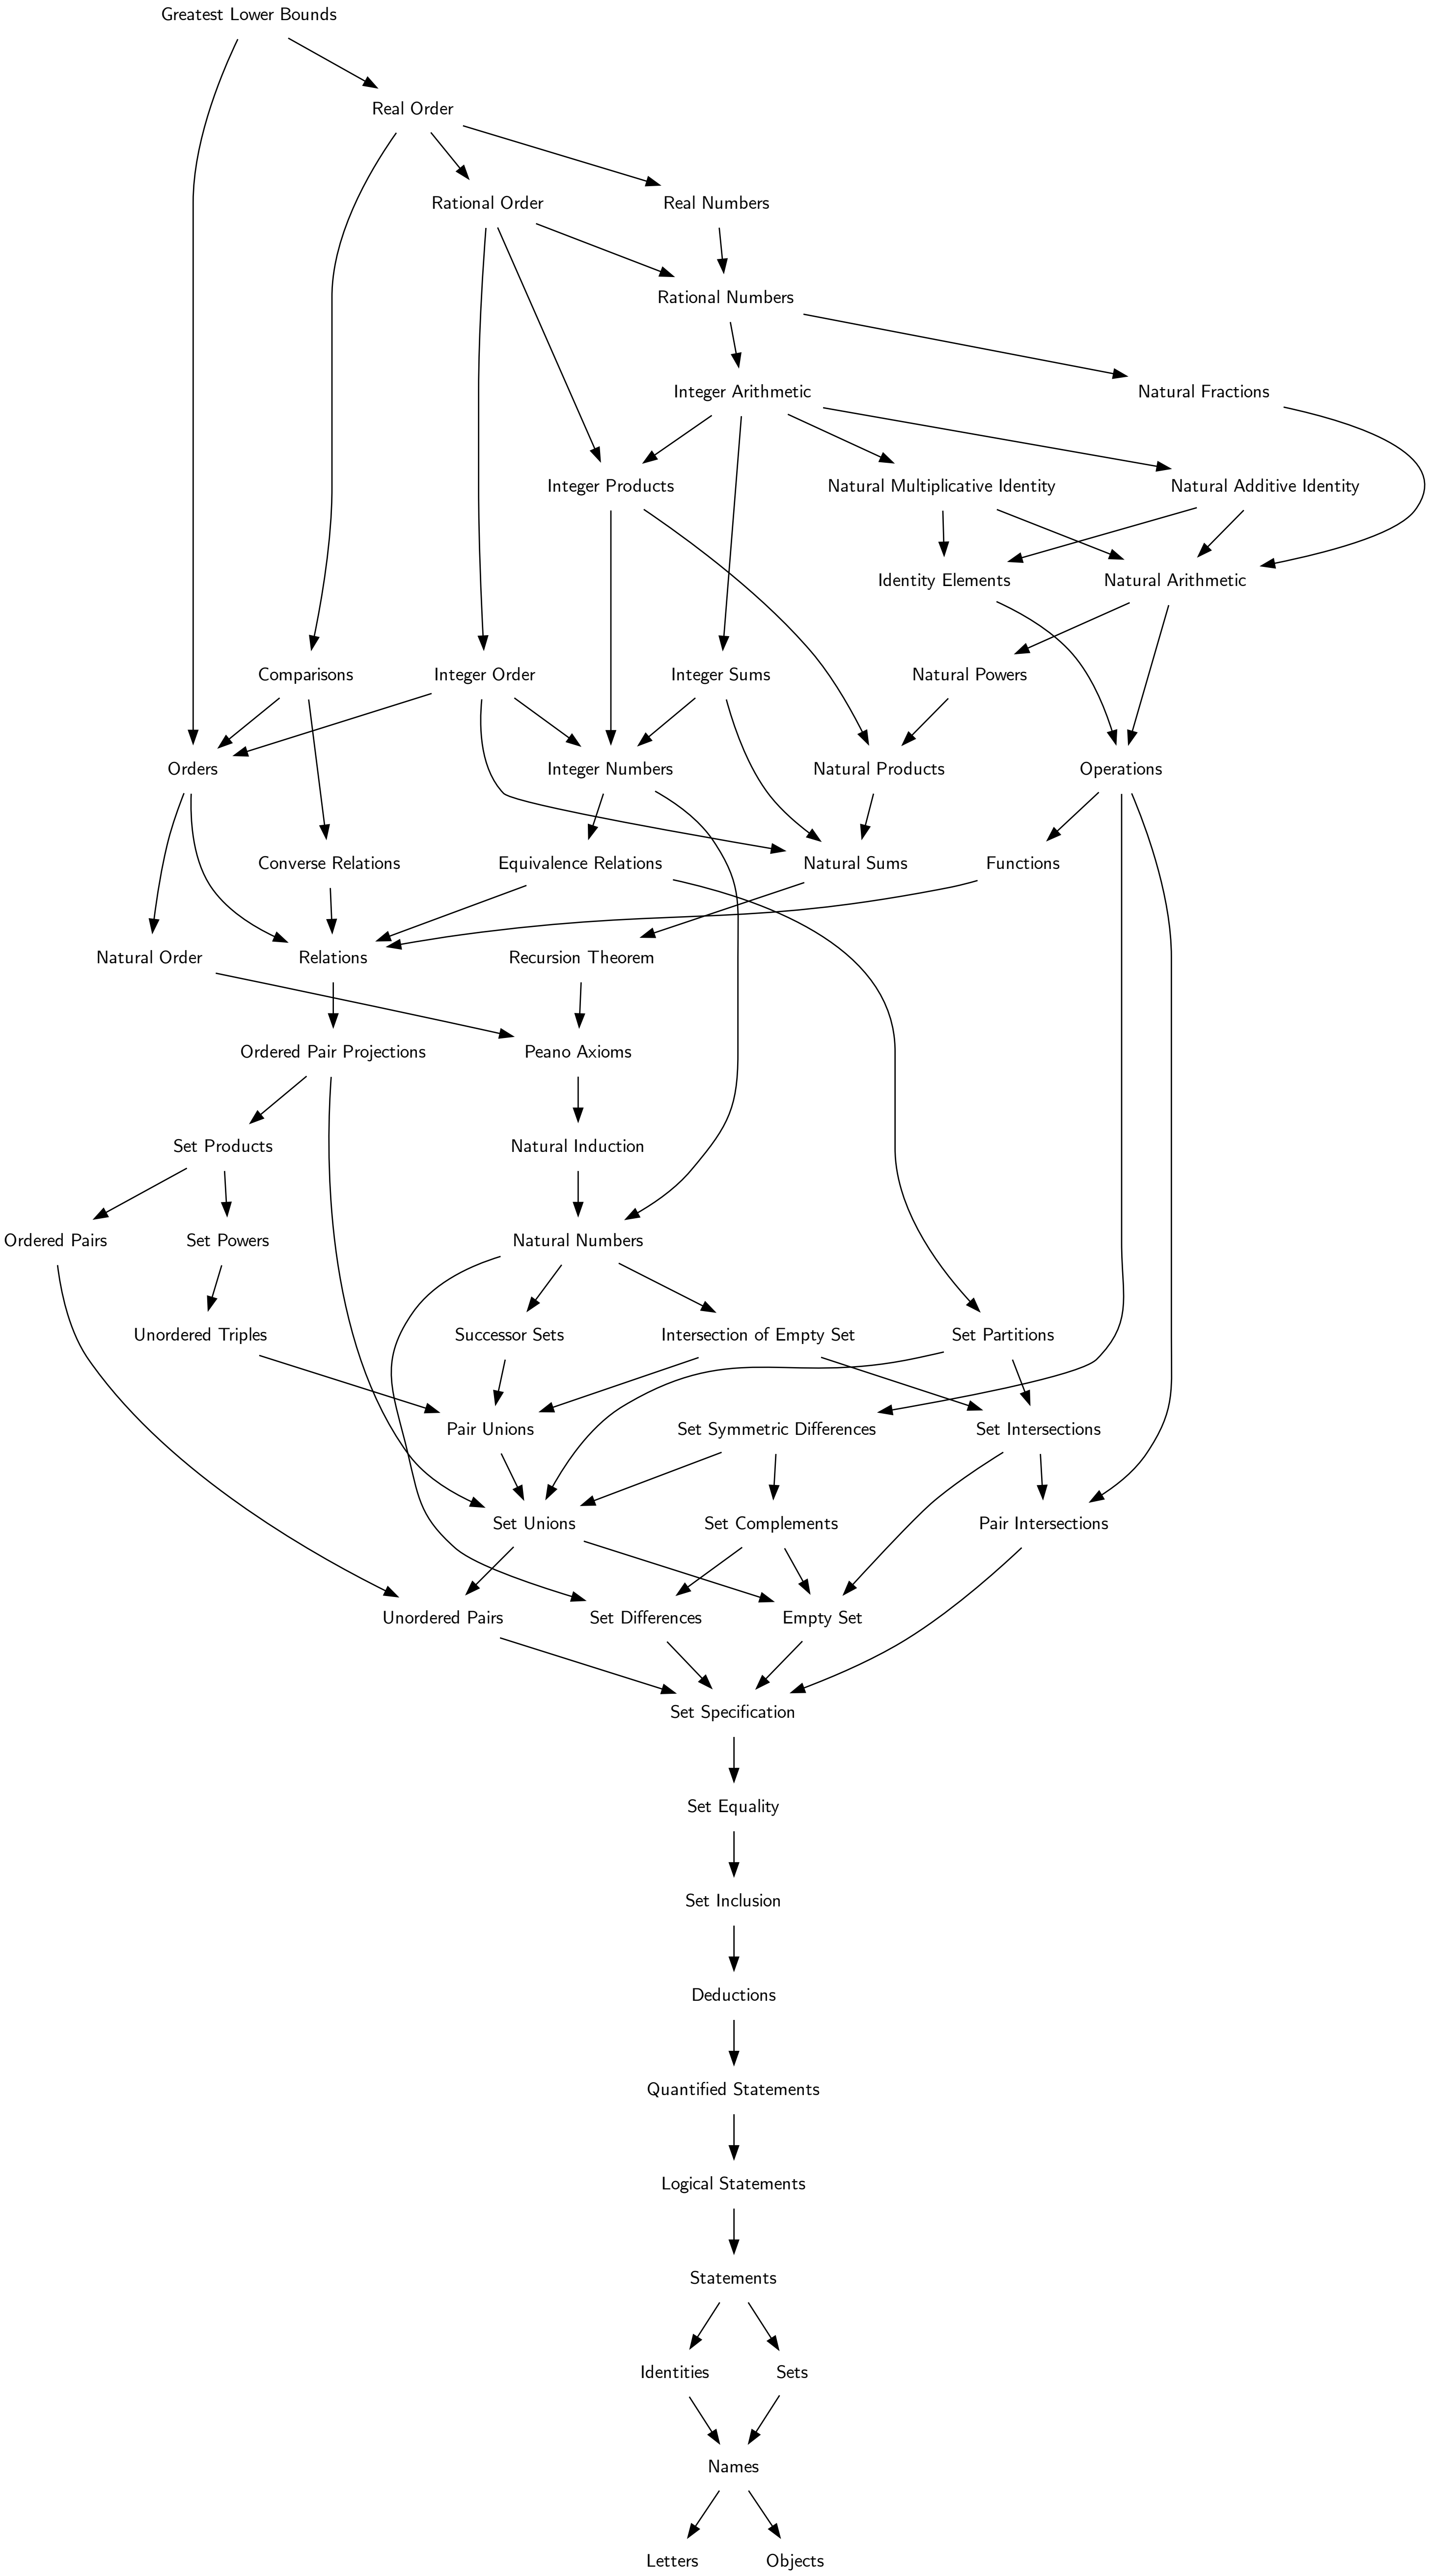 Greatest Lower Bounds
Real Order
Rational Order
Real Numbers
Rational Numbers
Integer Arithmetic
Natural Fractions
Integer Products
Natural Multiplicative Identity
Natural Additive Identity
Identity Elements
Natural Arithmetic
Comparisons
Integer Order
Integer Sums
Natural Powers
Orders
Integer Numbers
Natural Products
Operations
Converse Relations
Equivalence Relations
Natural Sums
Functions
Natural Order
Relations
Recursion Theorem
Ordered Pair Projections
Peano Axioms
Set Products
Natural Induction
Ordered Pairs
Set Powers
Natural Numbers
Unordered Triples
Successor Sets
Intersection of Empty Set
Set Partitions
Pair Unions
Set Symmetric Differences
Set Intersections
Set Unions
Set Complements
Pair Intersections
Unordered Pairs
Set Differences
Empty Set
Set Specification
Set Equality
Set Inclusion
Deductions
Quantified Statements
Logical Statements
Statements
Identities
Sets
Names
Letters
Objects